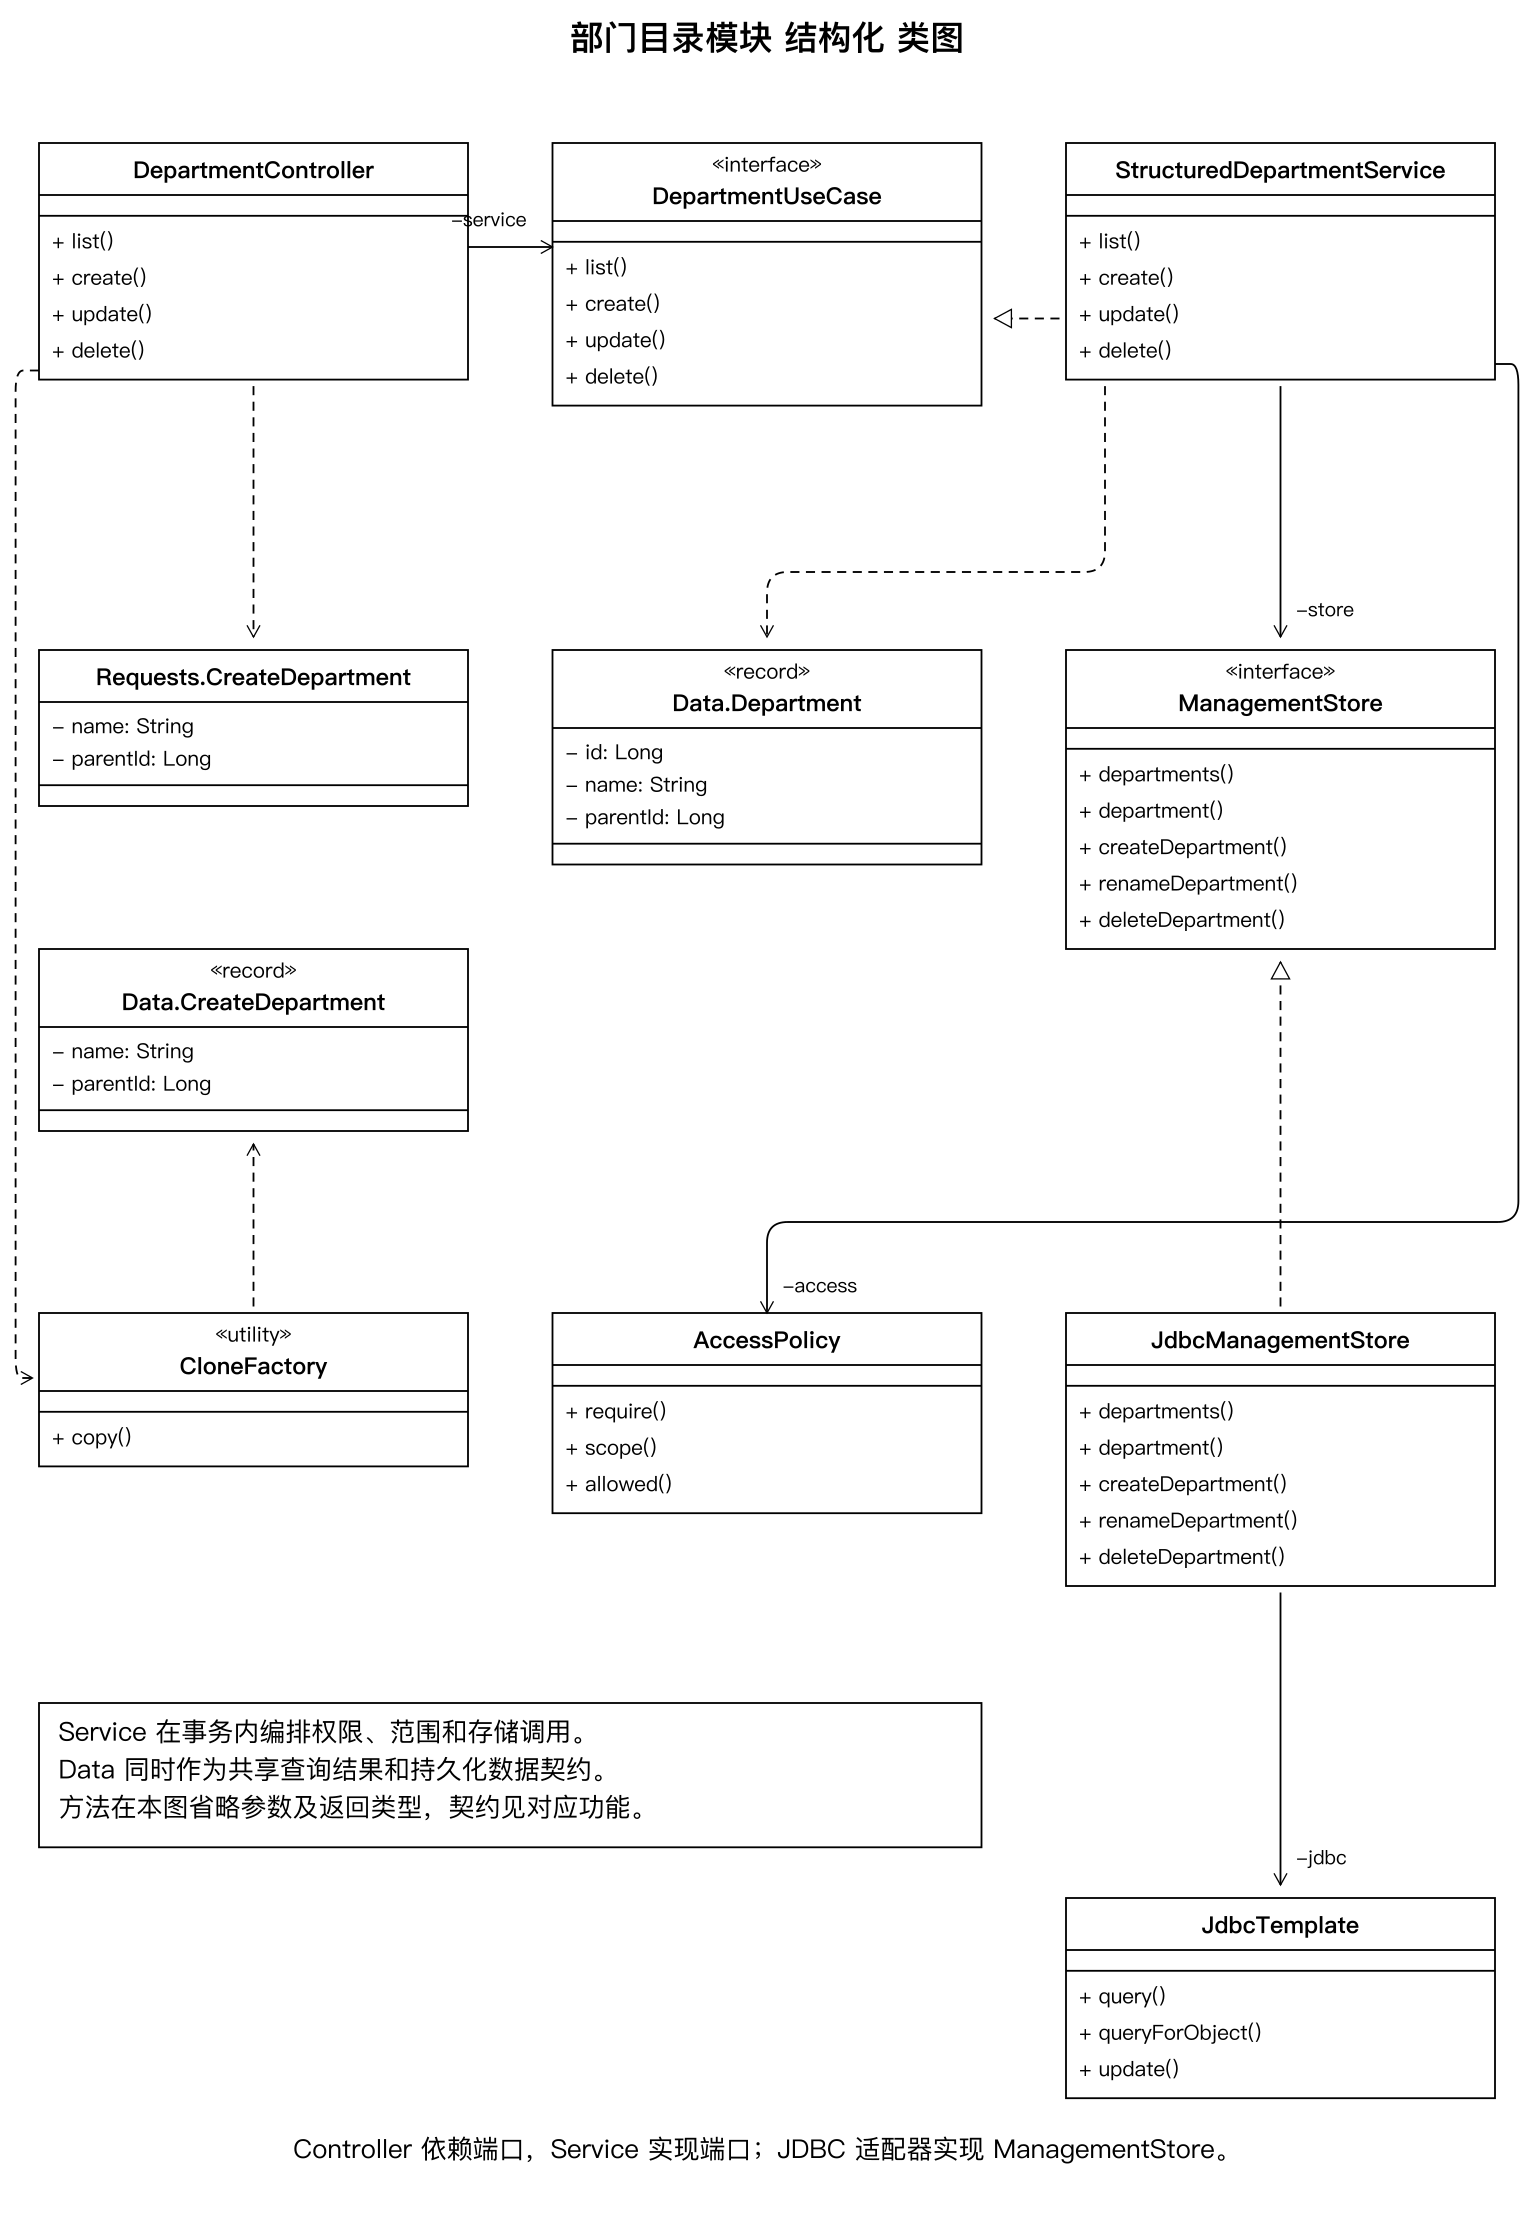 部门目录模块 结构化 类图
DepartmentController
+ list()
+ create()
+ update()
+ delete()
–service
«interface»
DepartmentUseCase
+ list()
+ create()
+ update()
+ delete()
StructuredDepartmentService
+ list()
+ create()
+ update()
+ delete()
–store
Requests.CreateDepartment
– name: String
– parentId: Long
«record»
Data.Department
– id: Long
– name: String
– parentId: Long
«interface»
ManagementStore
+ departments()
+ department()
+ createDepartment()
+ renameDepartment()
+ deleteDepartment()
«record»
Data.CreateDepartment
– name: String
– parentId: Long
–access
«utility»
CloneFactory
+ copy()
AccessPolicy
+ require()
+ scope()
+ allowed()
JdbcManagementStore
+ departments()
+ department()
+ createDepartment()
+ renameDepartment()
+ deleteDepartment()
Service 在事务内编排权限、范围和存储调用。
Data 同时作为共享查询结果和持久化数据契约。
方法在本图省略参数及返回类型，契约见对应功能。
–jdbc
JdbcTemplate
+ query()
+ queryForObject()
+ update()
Controller 依赖端口，Service 实现端口；JDBC 适配器实现 ManagementStore。